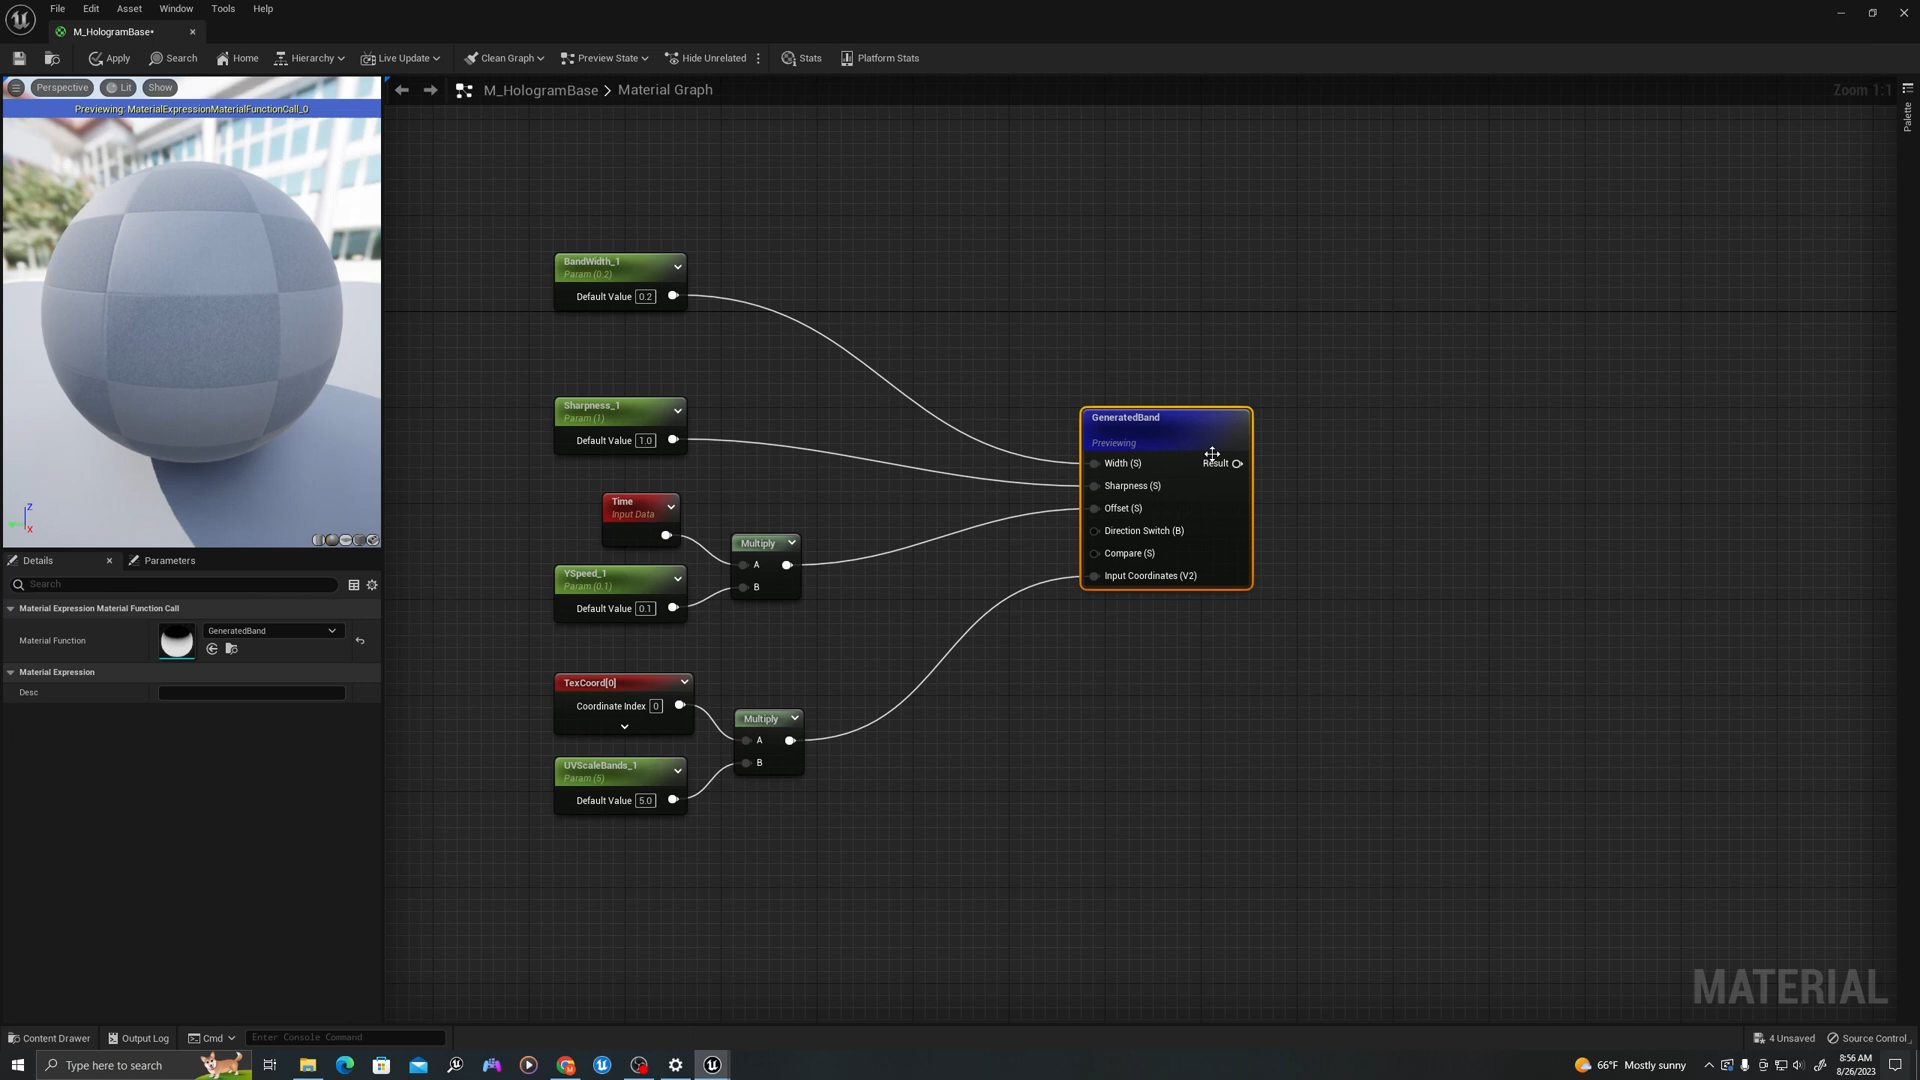 File Edit Asset Window Tools Help
M_HologramBase•
Apply Search Home Hierarchy Live Update Clean Graph Preview State Hide Unrelated Stats Platform Stats
Perspective Lit Show
Previewing: MaterialExpressionMaterialFunctionCall_0
M_HologramBase > Material Graph
Zoom 1:1
Palette
BandWidth_1
Param (0.2)
Default Value 0.2
Sharpness_1
Param (1)
Default Value 1.0
Time
Input Data
Multiply
A
B
YSpeed_1
Param (0.1)
Default Value 0.1
TexCoord[0]
Coordinate Index 0
Multiply
A
B
UVScaleBands_1
Param (5)
Default Value 5.0
GeneratedBand
Previewing
Width (S) Result
Sharpness (S)
Offset (S)
Direction Switch (B)
Compare (S)
Input Coordinates (V2)
Z
X
Details Parameters
Search
Material Expression Material Function Call
Material Function GeneratedBand
Material Expression
Desc
MATERIAL
Content Drawer Output Log Cmd Enter Console Command 4 Unsaved Source Control
Type here to search
66°F Mostly sunny
8:56 AM
8/26/2023